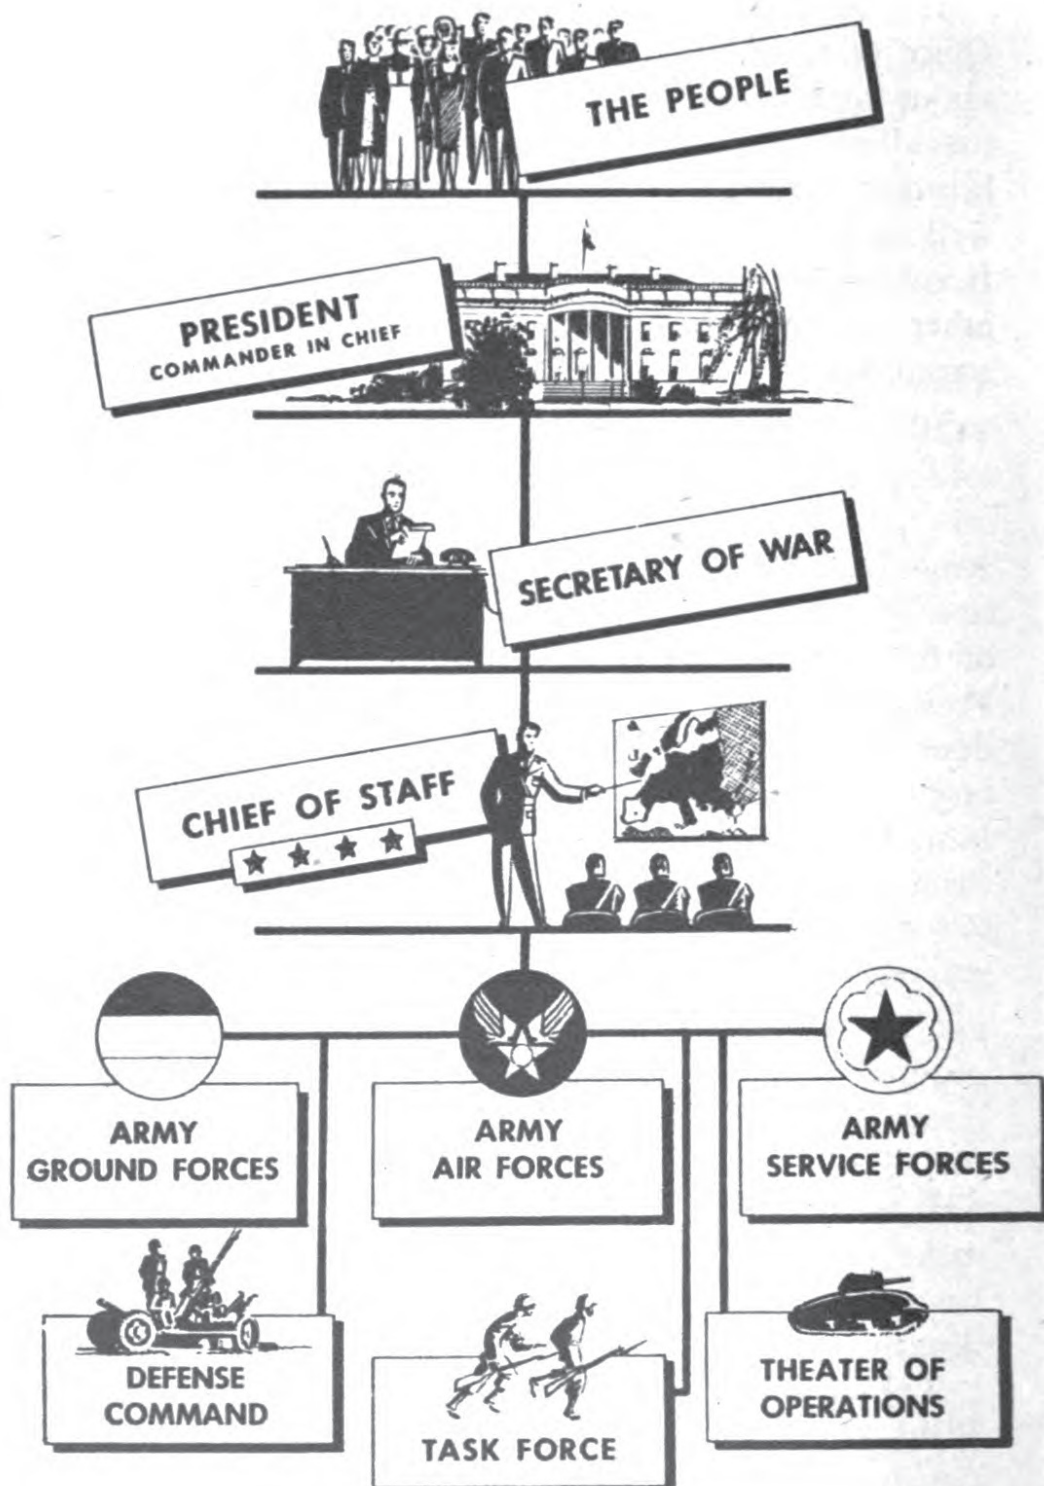 THE PEOPLE
PRESIDENT
COMMANDER IN CHIEF
SECRETARY OF WAR
CHIEF OF STAFF
ARMY
GROUND FORCES
ARMY
AIR FORCES
ARMY
SERVICE FORCES
DEFENSE
COMMAND
TASK FORCE
THEATER OF
OPERATIONS